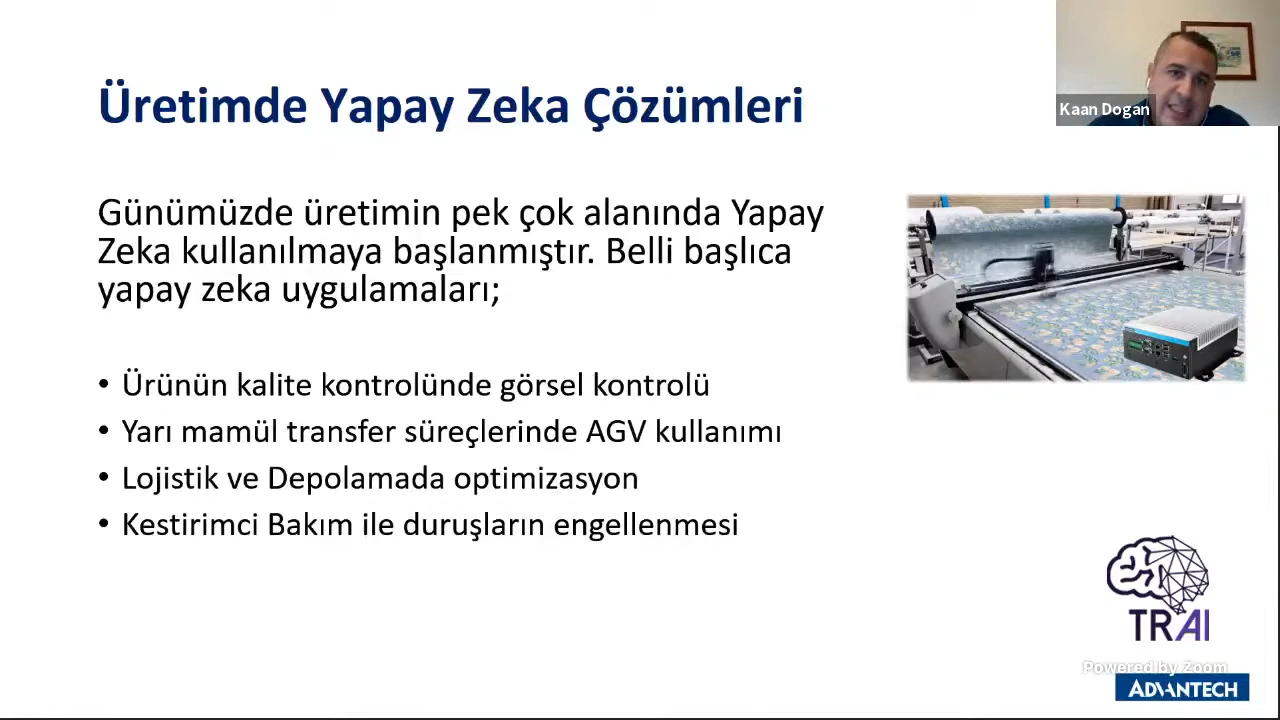 Üretimde Yapay Zeka Çözümleri
Kaan Dogan
Günümüzde üretimin pek çok alanında Yapay
Zeka kullanılmaya başlanmıştır. Belli başlıca
yapay zeka uygulamaları;
• Ürünün kalite kontrolünde görsel kontrolü
• Yarı mamül transfer süreçlerinde AGV kullanımı
• Lojistik ve Depolamada optimizasyon
• Kestirimci Bakım ile duruşların engellenmesi
TRAI
Powered by Zoom
ADVANTECH